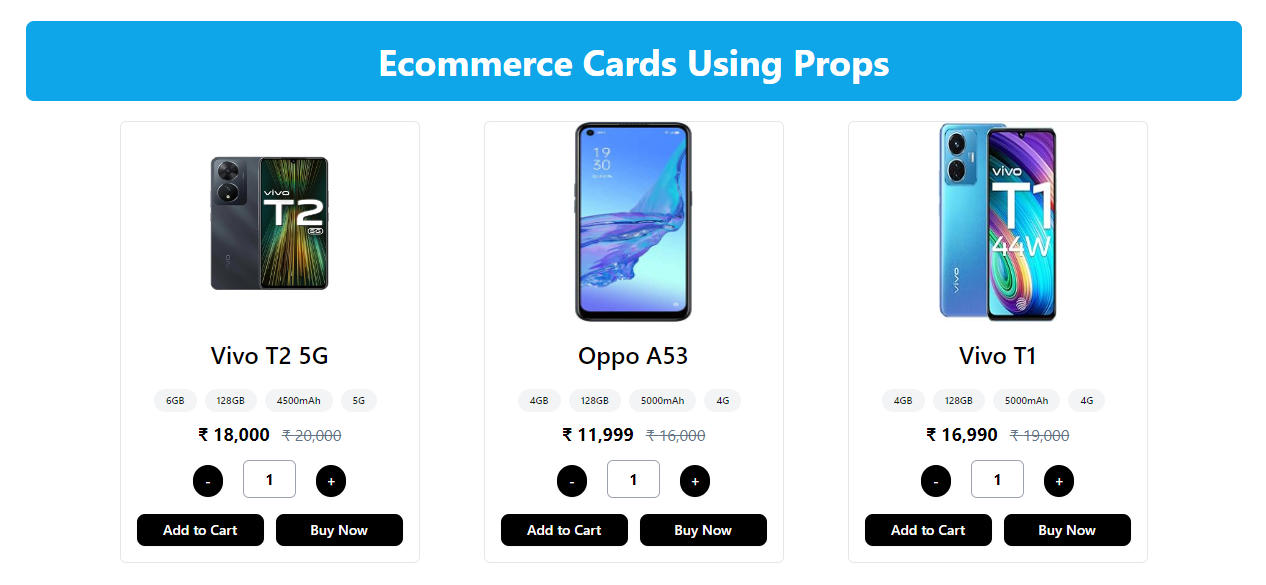 Ecommerce Cards Using Props
vivo
T2
5G
vivo
Vivo T2 5G
6GB 128GB 4500mAh 5G
₹ 18,000 ₹ 20,000
- 1 +
Add to Cart Buy Now
19
30
Oppo A53
4GB 128GB 5000mAh 4G
₹ 11,999 ₹ 16,000
- 1 +
Add to Cart Buy Now
vivo
T1
44W
vivo
Vivo T1
4GB 128GB 5000mAh 4G
₹ 16,990 ₹ 19,000
- 1 +
Add to Cart Buy Now